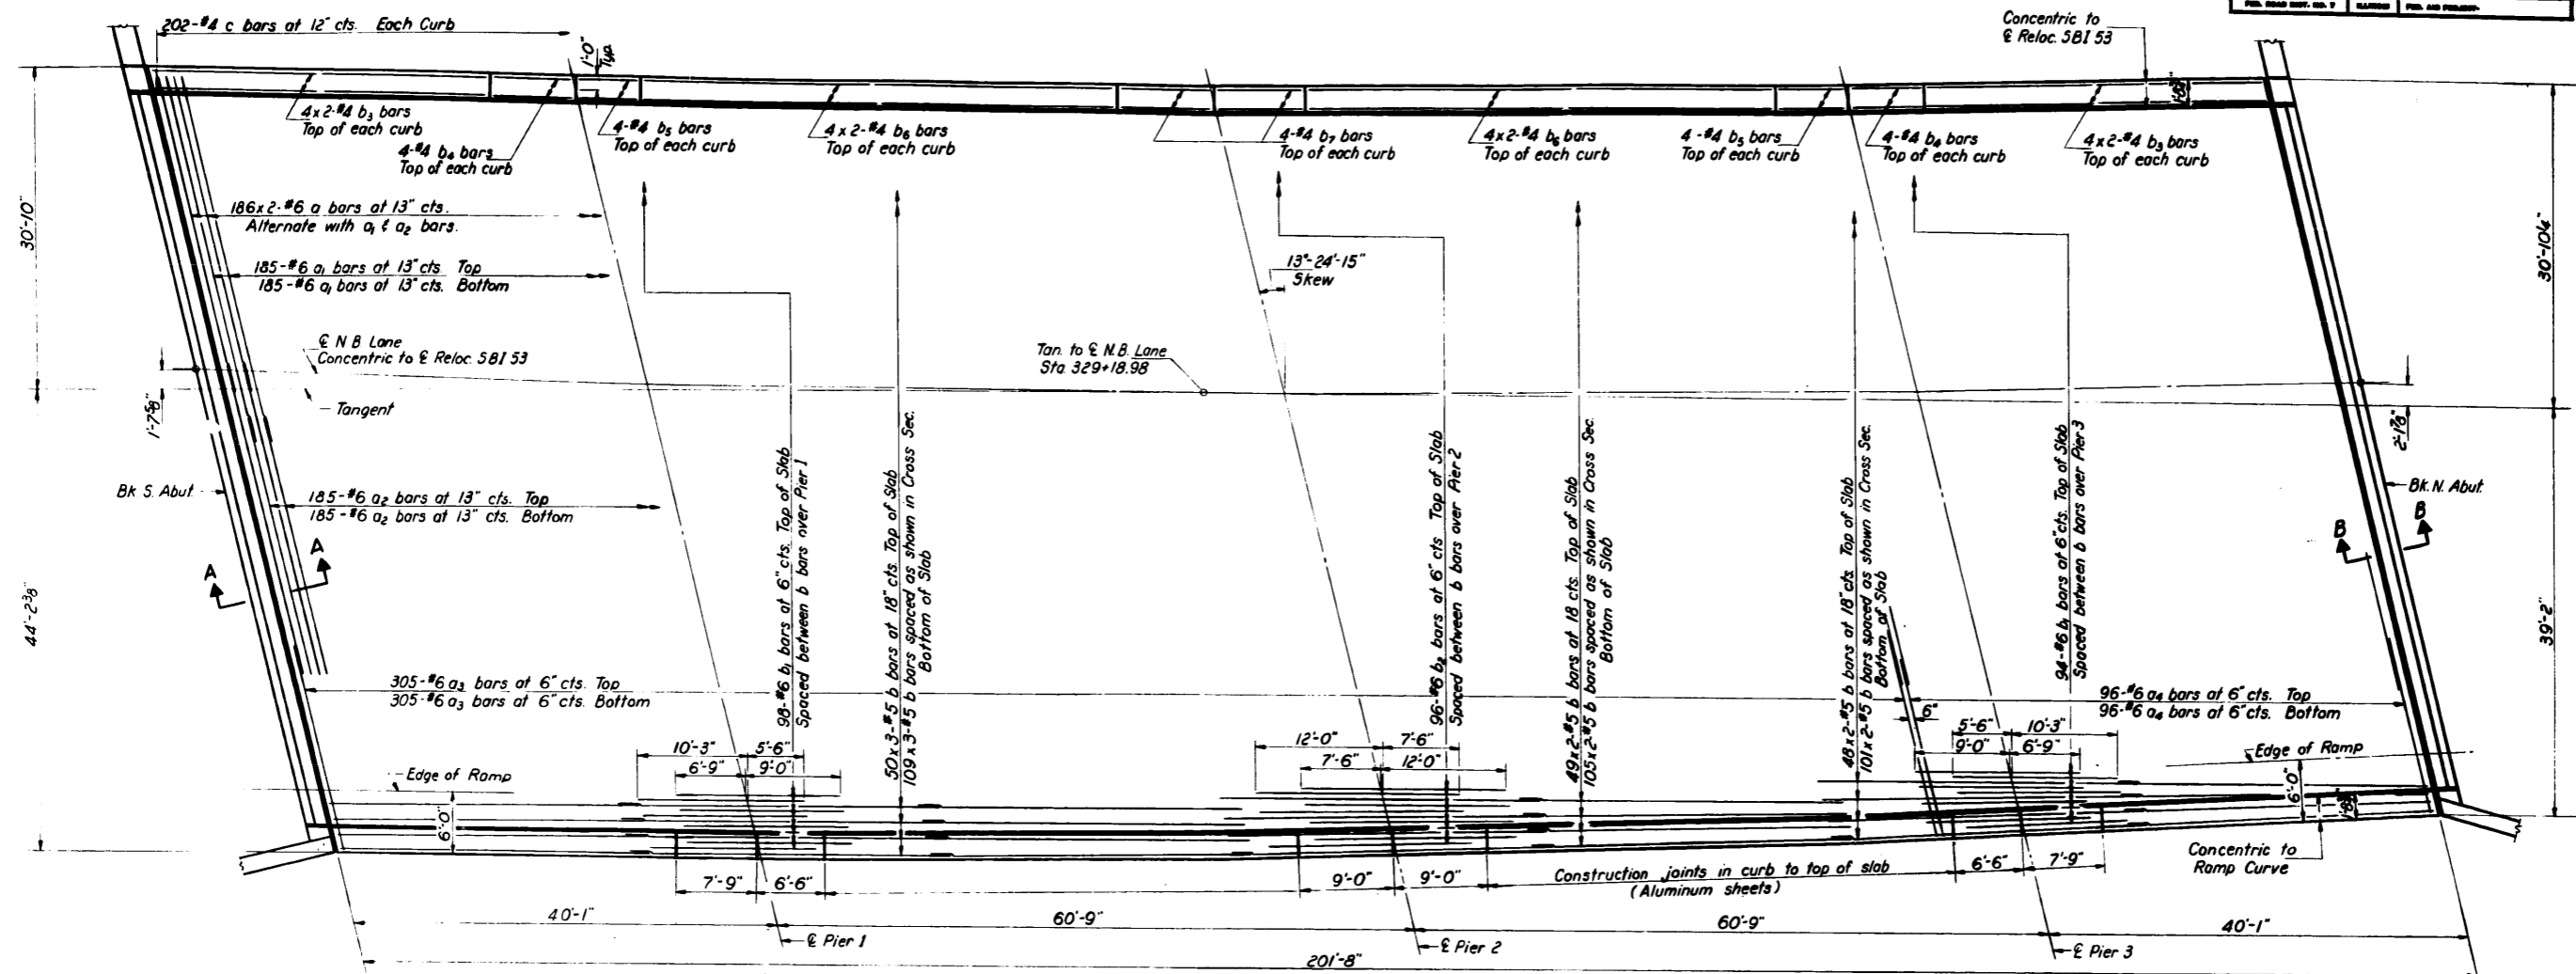 202-#4 c bars at 12" cts. Each Curb
1'-0"
Typ.
Concentric to
℄ Reloc. SBI 53
FED. ROAD DIST. NO. 7
ILLINOIS
FED. AID PROJECT-
4x2-#4 b₃ bars
Top of each curb
4-#4 b₄ bars
Top of each curb
4-#4 b₅ bars
Top of each curb
4x2-#4 b₆ bars
Top of each curb
4-#4 b₇ bars
Top of each curb
4x2-#4 b₆ bars
Top of each curb
4-#4 b₅ bars
Top of each curb
4-#4 b₄ bars
Top of each curb
4x2-#4 b₃ bars
Top of each curb
30'-10"
186x2-#6 a bars at 13" cts.
Alternate with a₁ & a₂ bars.
185-#6 a₁ bars at 13" cts. Top
185-#6 a₁ bars at 13" cts. Bottom
13°-24'-15"
Skew
30'-10¼"
℄ N B Lane
Concentric to ℄ Reloc. SBI 53
Tan. to ℄ N.B. Lane
Sta. 329+18.98
Tangent
1'-7⅝"
2'-1⅞"
Bk S. Abut.
Bk. N. Abut.
185-#6 a₂ bars at 13" cts. Top
185-#6 a₂ bars at 13" cts. Bottom
A
A
B
B
98-#6 b₁ bars at 6" cts. Top of Slab
Spaced between b bars over Pier 1
50x3-#5 b bars at 18" cts. Top of Slab
109x3-#5 b bars spaced as shown in Cross Sec.
Bottom of Slab
96-#6 b₂ bars at 6" cts Top of Slab
Spaced between b bars over Pier 2
49x2-#5 b bars at 18 cts. Top of Slab
105x2-#5 b bars spaced as shown in Cross Sec.
Bottom of Slab
48x2-#5 b bars at 18" cts. Top of Slab
101x2-#5 b bars spaced as shown in Cross Sec.
Bottom of Slab
94-#6 b₁ bars at 6" cts. Top of Slab
Spaced between b bars over Pier 3
44'-2⅜"
39'-2"
305-#6 a₃ bars at 6" cts. Top
305-#6 a₃ bars at 6" cts. Bottom
96-#6 a₄ bars at 6" cts. Top
96-#6 a₄ bars at 6" cts. Bottom
6"
10'-3"
5'-6"
6'-9"
9'-0"
12'-0"
7'-6"
7'-6"
12'-0"
5'-6"
10'-3"
9'-0"
6'-9"
Edge of Ramp
Edge of Ramp
6'-0"
6'-0"
7'-9"
6'-6"
9'-0"
9'-0"
Construction joints in curb to top of slab
(Aluminum sheets)
6'-6"
7'-9"
Concentric to
Ramp Curve
40'-1"
60'-9"
60'-9"
40'-1"
℄ Pier 1
℄ Pier 2
℄ Pier 3
201'-8"